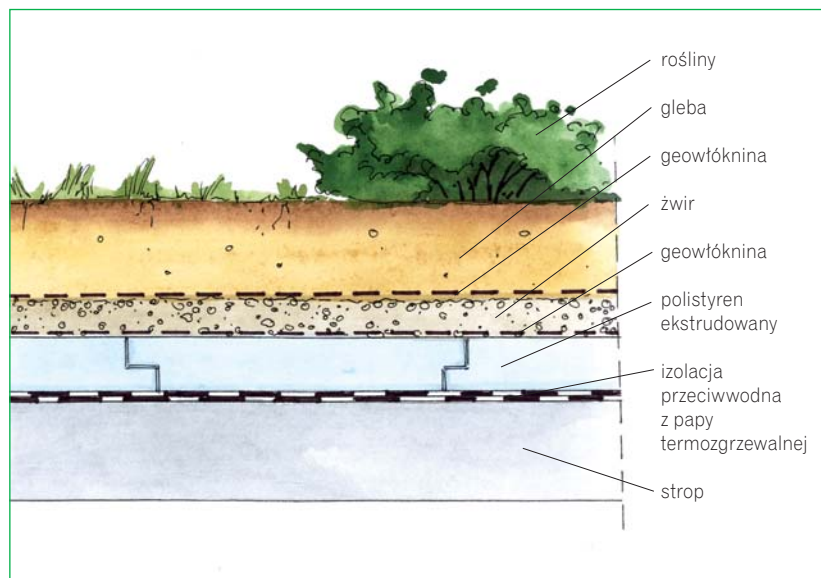 rośliny
gleba
geowłóknina
żwir
geowłóknina
polistyren
ekstrudowany
izolacja
przeciwwodna
z papy
termozgrzewalnej
strop